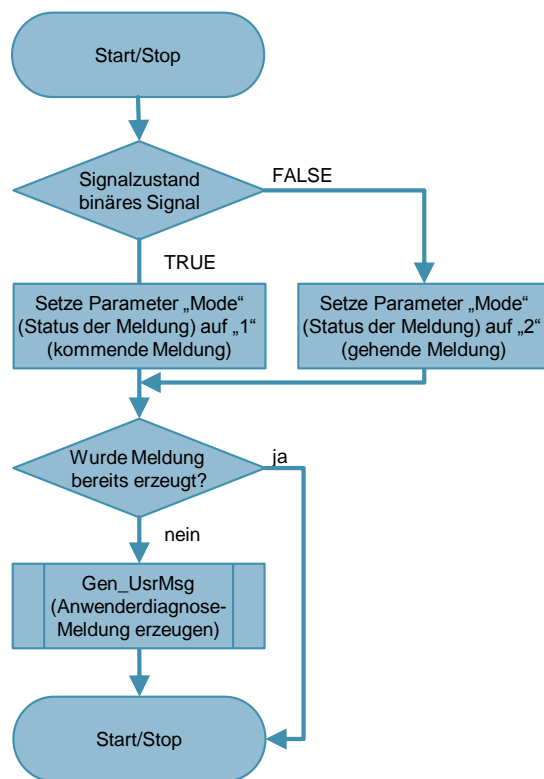 Start/Stop
Signalzustand
binäres Signal
FALSE
TRUE
Setze Parameter „Mode“
(Status der Meldung) auf „1“
(kommende Meldung)
Setze Parameter „Mode“
(Status der Meldung) auf „2“
(gehende Meldung)
Wurde Meldung
bereits erzeugt?
ja
nein
Gen_UsrMsg
(Anwenderdiagnose-
Meldung erzeugen)
Start/Stop